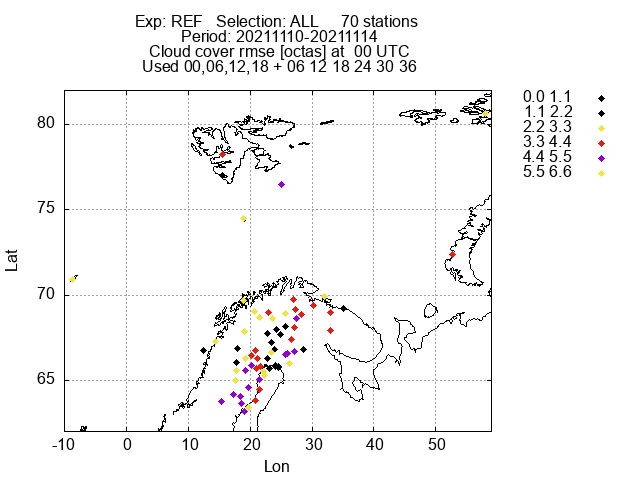 Exp: REF   Selection: ALL     70 stations
Period: 20211110-20211114
Cloud cover rmse [octas] at  00 UTC
Used 00,06,12,18 + 06 12 18 24 30 36
0.0 1.1
1.1 2.2
2.2 3.3
3.3 4.4
4.4 5.5
5.5 6.6
80
75
70
65
Lat
-10 0 10 20 30 40 50
Lon